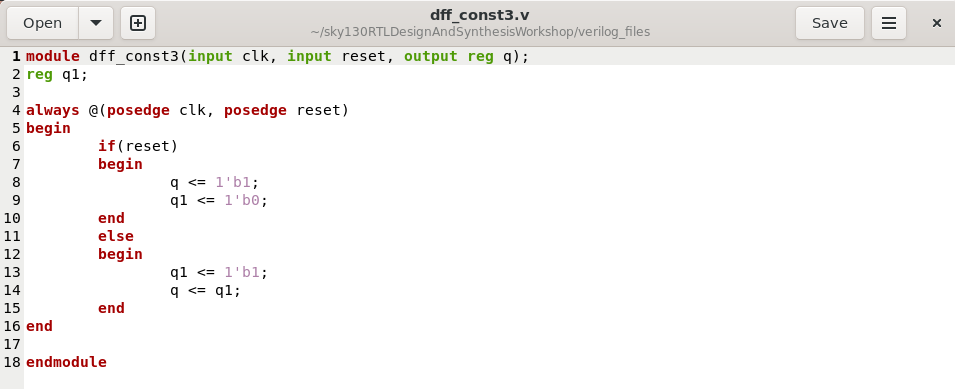 Open
dff_const3.v
~/sky130RTLDesignAndSynthesisWorkshop/verilog_files
Save
1 module dff_const3(input clk, input reset, output reg q);
2 reg q1;
3
4 always @(posedge clk, posedge reset)
5 begin
6         if(reset)
7         begin
8                 q <= 1'b1;
9                 q1 <= 1'b0;
10         end
11         else
12         begin
13                 q1 <= 1'b1;
14                 q <= q1;
15         end
16 end
17
18 endmodule